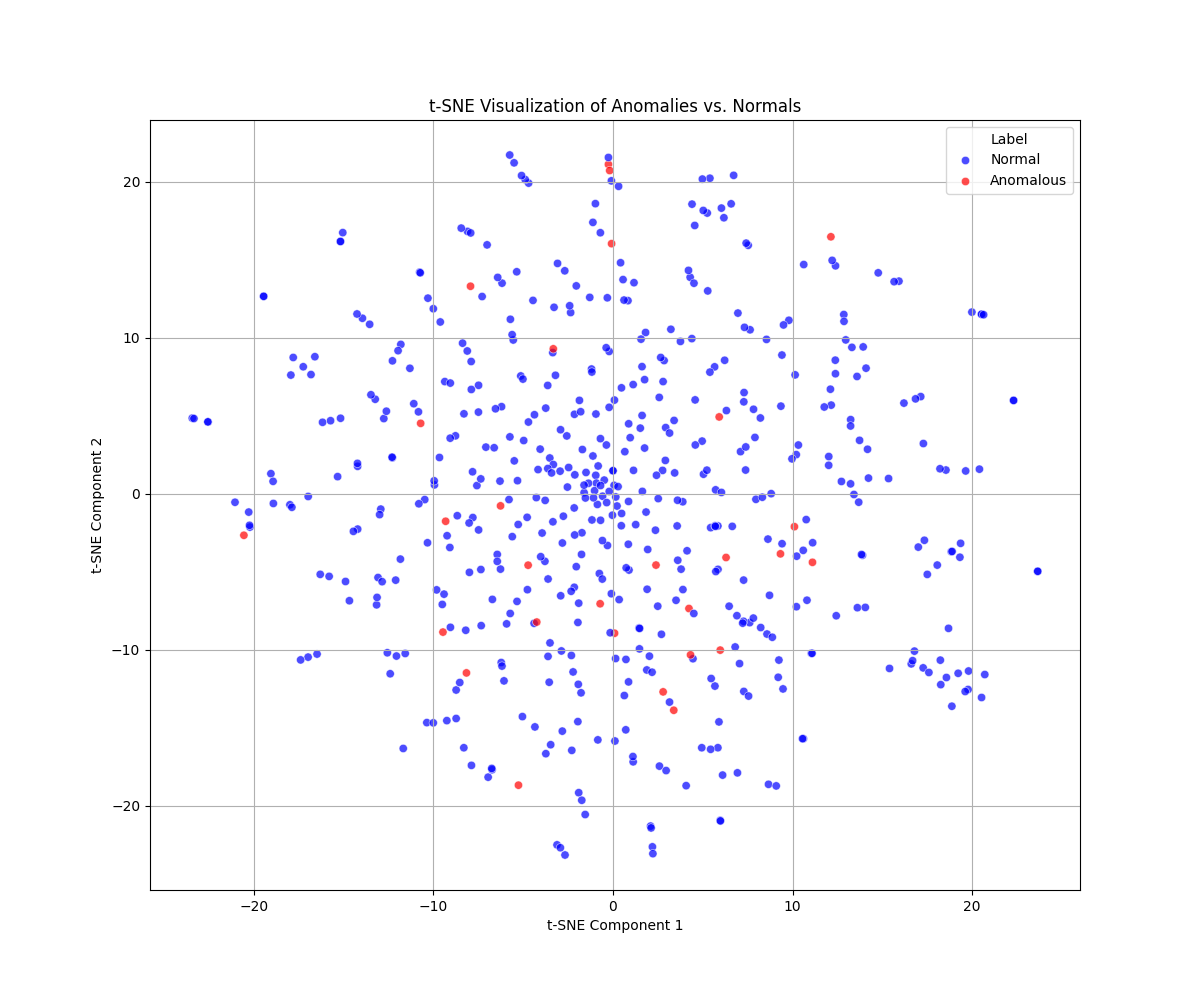 t-SNE Visualization of Anomalies vs. Normals
Label
Normal
Anomalous
20
10
0
−10
−20
t-SNE Component 2
−20
−10
0
10
20
t-SNE Component 1